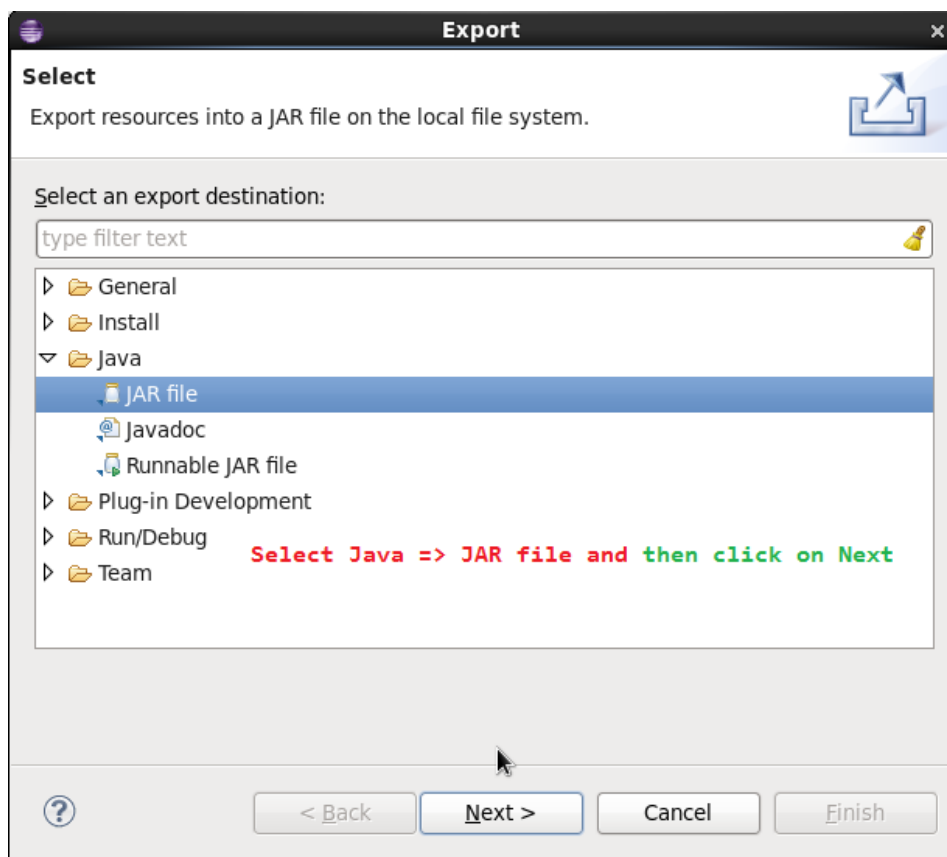 Export
Select
Export resources into a JAR file on the local file system.
Select an export destination:
type filter text
General
Install
Java
JAR file
Javadoc
Runnable JAR file
Plug-in Development
Run/Debug
Select Java => JAR file and then click on Next
Team
< Back
Next >
Cancel
Finish